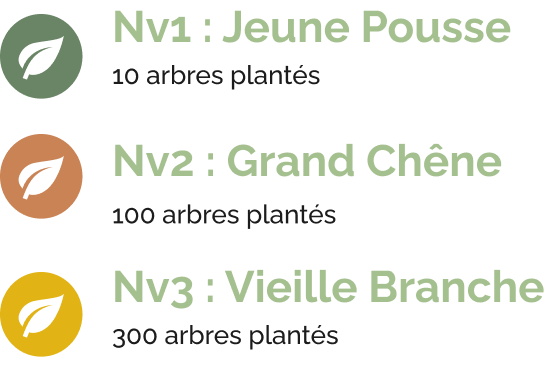 Nv1 : Jeune Pousse
10 arbres plantés
Nv2 : Grand Chêne
100 arbres plantés
Nv3 : Vieille Branche
300 arbres plantés